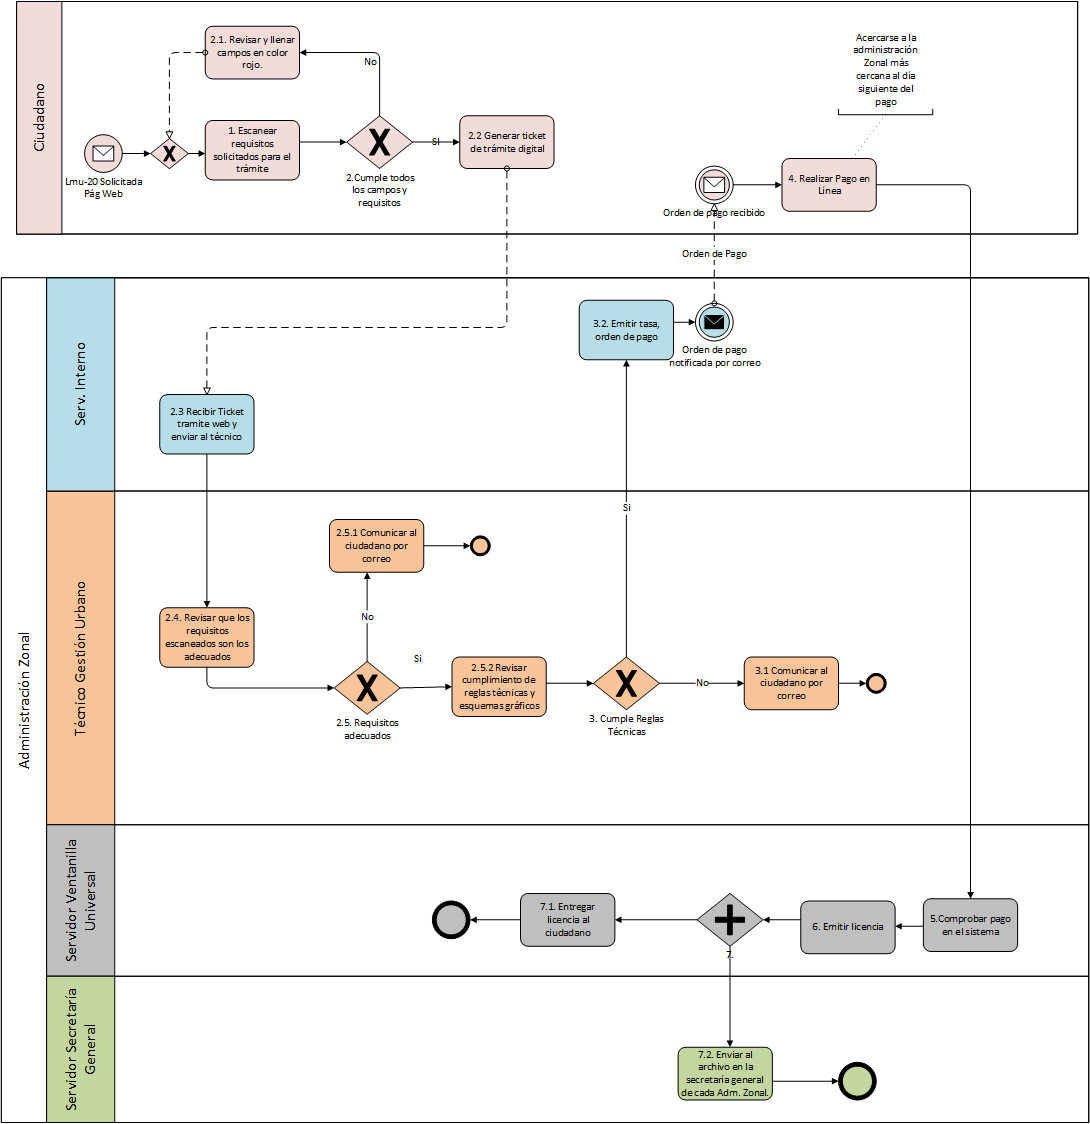 Ciudadano
2.1. Revisar y llenar
campos en color
rojo.
No
Acercarse a la
administración
Zonal más
cercana al día
siguiente del
pago
Lmu-20 Solicitada
Pág Web
1. Escanear
requisitos
solicitados para el
trámite
2.Cumple todos
los campos y
requisitos
SI
2.2 Generar ticket
de trámite digital
Orden de pago recibido
4. Realizar Pago en
Línea
Orden de Pago
Administración Zonal
Serv. Interno
3.2. Emitir tasa,
orden de pago
Orden de pago
notificada por correo
2.3 Recibir Ticket
tramite web y
enviar al técnico
Técnico Gestión Urbano
Si
2.5.1 Comunicar al
ciudadano por
correo
No
2.4. Revisar que los
requisitos
escaneados son los
adecuados
2.5. Requisitos
adecuados
Si
2.5.2 Revisar
cumplimiento de
reglas técnicas y
esquemas gráficos
3. Cumple Reglas
Técnicas
No
3.1 Comunicar al
ciudadano por
correo
Servidor Ventanilla
Universal
7.1. Entregar
licencia al
ciudadano
7.
6. Emitir licencia
5.Comprobar pago
en el sistema
Servidor Secretaría
General
7.2. Enviar al
archivo en la
secretaría general
de cada Adm. Zonal.